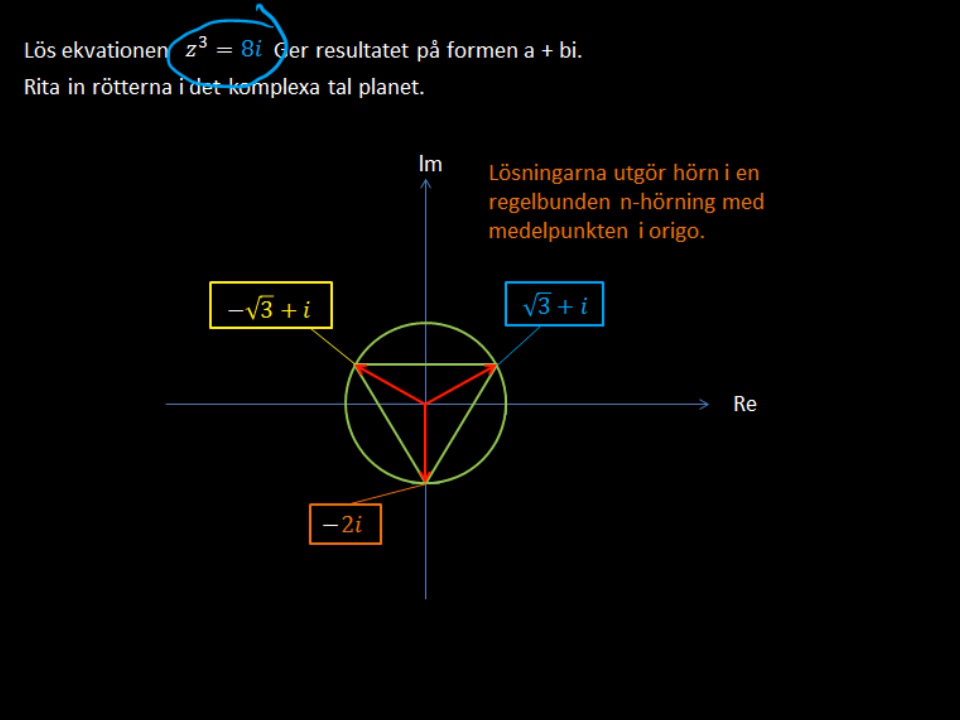 Lös ekvationen z³ = 8i Ger resultatet på formen a + bi.
Rita in rötterna i det komplexa tal planet.
Im
Lösningarna utgör hörn i en
regelbunden n-hörning med
medelpunkten i origo.
−√3 + i
√3 + i
Re
−2i